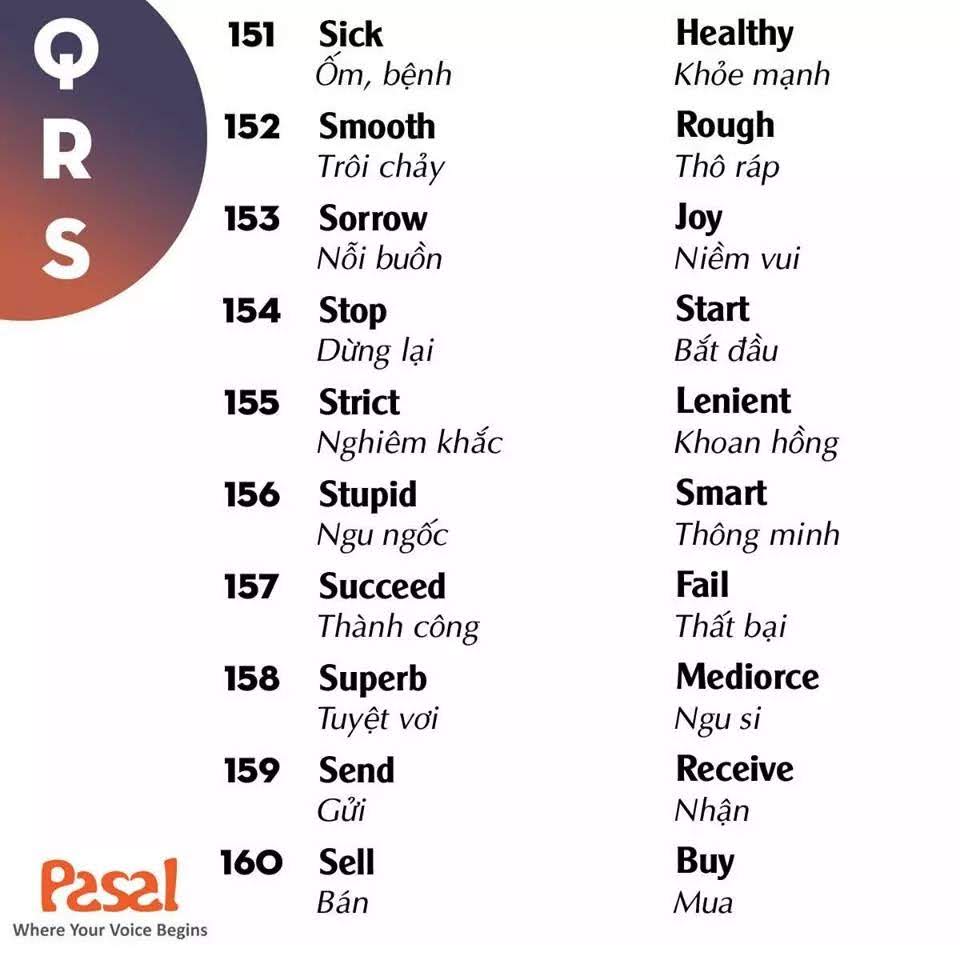 Q
R
S
151 Sick Healthy
Ốm, bệnh Khỏe mạnh
152 Smooth Rough
Trôi chảy Thô ráp
153 Sorrow Joy
Nỗi buồn Niềm vui
154 Stop Start
Dừng lại Bắt đầu
155 Strict Lenient
Nghiêm khắc Khoan hồng
156 Stupid Smart
Ngu ngốc Thông minh
157 Succeed Fail
Thành công Thất bại
158 Superb Mediorce
Tuyệt vơi Ngu si
159 Send Receive
Gửi Nhận
160 Sell Buy
Bán Mua
Pasal
Where Your Voice Begins